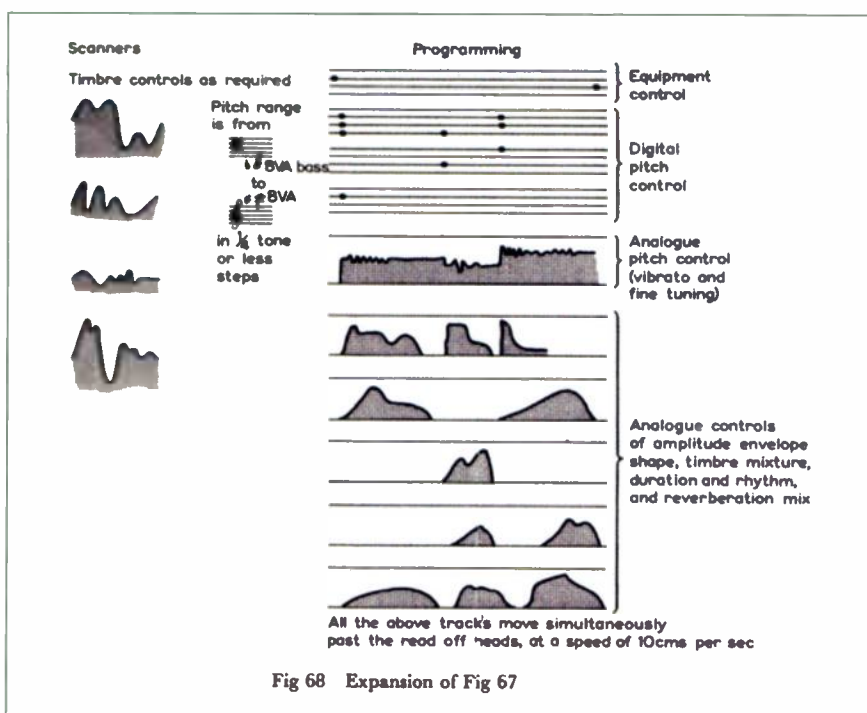 Scanners
Programming
Timbre controls as required
Pitch range
is from
8VA bass
to
8VA
in ¼ tone
or less
steps
Equipment
control
Digital
pitch
control
Analogue
pitch control
(vibrato and
fine tuning)
Analogue controls
of amplitude envelope
shape, timbre mixture,
duration and rhythm,
and reverberation mix
All the above track's move simultaneously
past the read off heads, at a speed of 10cms per sec
Fig 68 Expansion of Fig 67